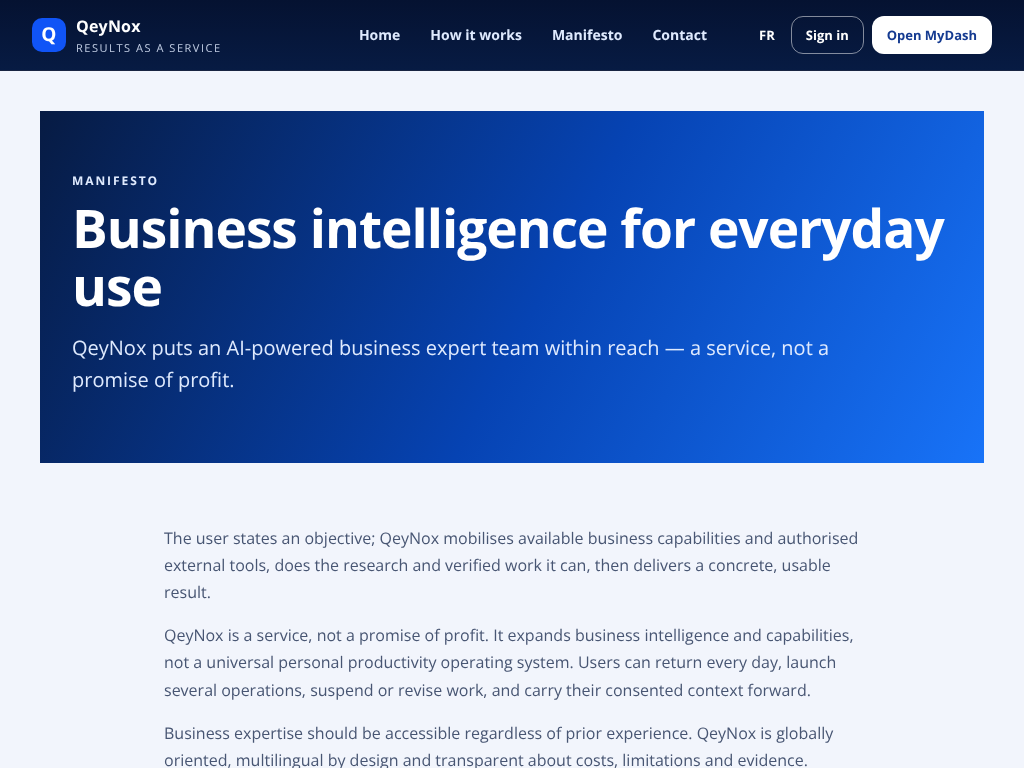 Q
QeyNox
RESULTS AS A SERVICE
Home
How it works
Manifesto
Contact
FR
Sign in
Open MyDash
MANIFESTO
Business intelligence for everyday
use
QeyNox puts an AI-powered business expert team within reach — a service, not a
promise of profit.
The user states an objective; QeyNox mobilises available business capabilities and authorised
external tools, does the research and verified work it can, then delivers a concrete, usable
result.
QeyNox is a service, not a promise of profit. It expands business intelligence and capabilities,
not a universal personal productivity operating system. Users can return every day, launch
several operations, suspend or revise work, and carry their consented context forward.
Business expertise should be accessible regardless of prior experience. QeyNox is globally
oriented, multilingual by design and transparent about costs, limitations and evidence.